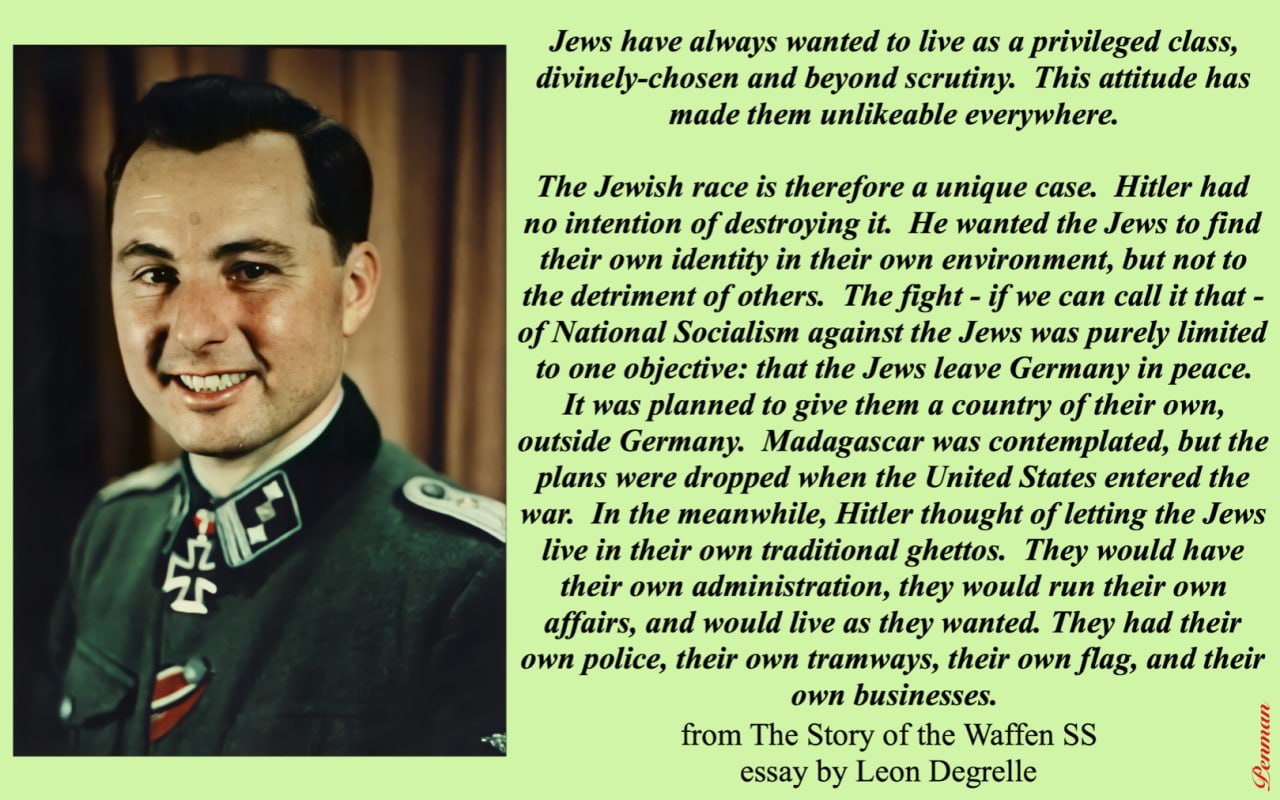 Jews have always wanted to live as a privileged class,
divinely-chosen and beyond scrutiny. This attitude has
made them unlikeable everywhere.
The Jewish race is therefore a unique case. Hitler had
no intention of destroying it. He wanted the Jews to find
their own identity in their own environment, but not to
the detriment of others. The fight - if we can call it that -
of National Socialism against the Jews was purely limited
to one objective: that the Jews leave Germany in peace.
It was planned to give them a country of their own,
outside Germany. Madagascar was contemplated, but the
plans were dropped when the United States entered the
war. In the meanwhile, Hitler thought of letting the Jews
live in their own traditional ghettos. They would have
their own administration, they would run their own
affairs, and would live as they wanted. They had their
own police, their own tramways, their own flag, and their
own businesses.
from The Story of the Waffen SS
essay by Leon Degrelle
Penman